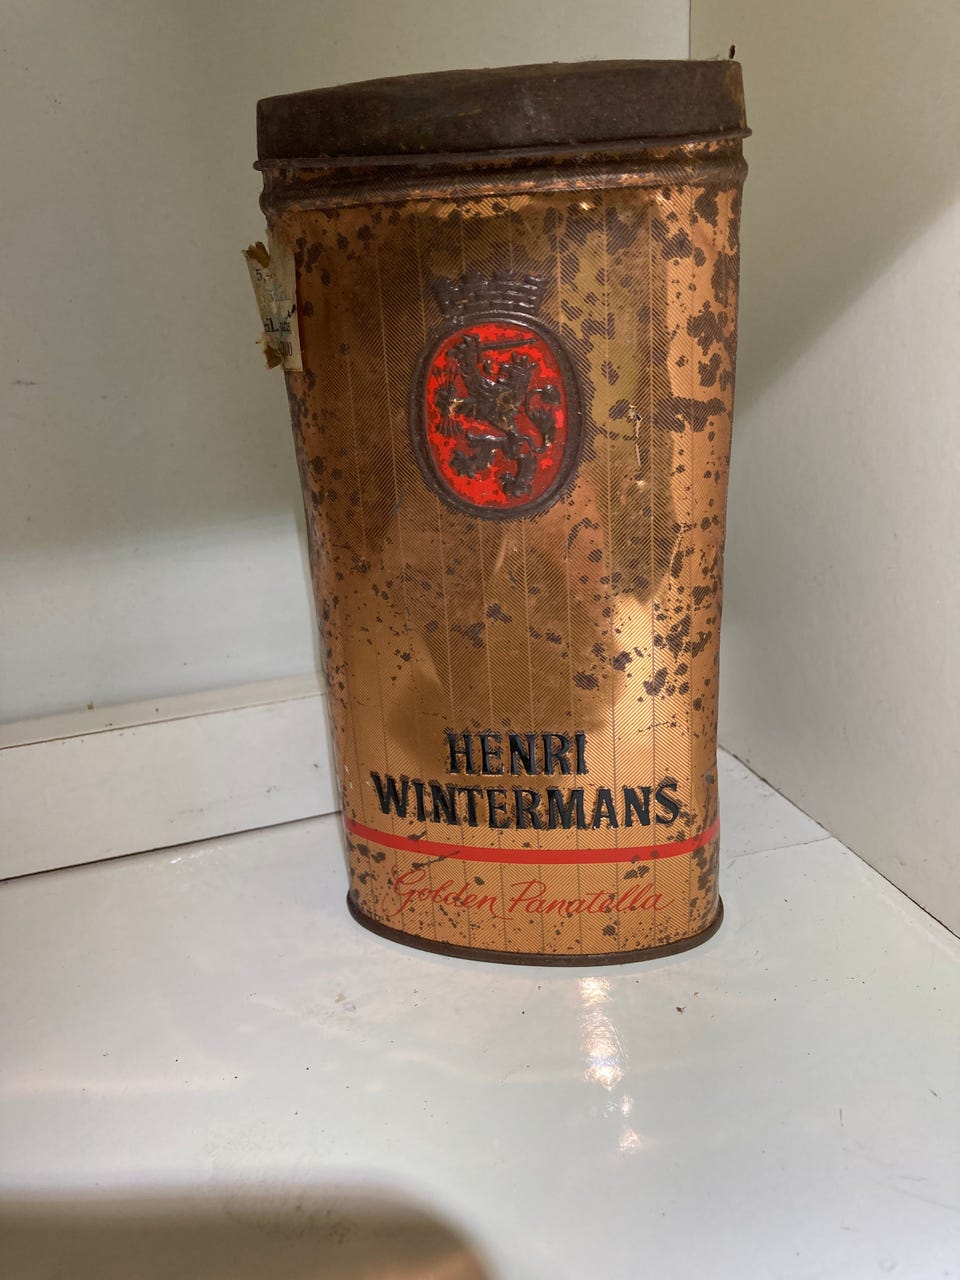 HENRI
WINTERMANS
Golden Panatella